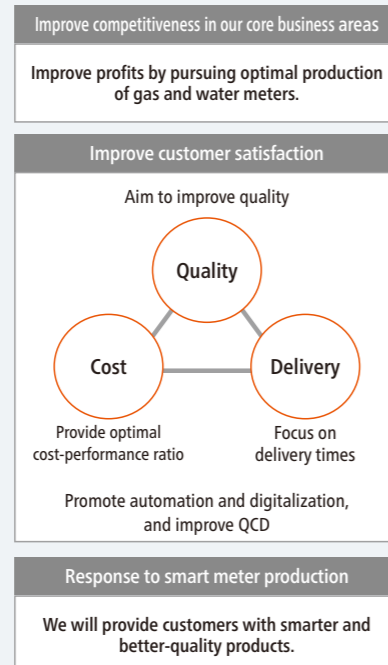 Improve competitiveness in our core business areas
Improve profits by pursuing optimal production
of gas and water meters.
Improve customer satisfaction
Aim to improve quality
Quality
Cost
Delivery
Provide optimal
cost-performance ratio
Focus on
delivery times
Promote automation and digitalization,
and improve QCD
Response to smart meter production
We will provide customers with smarter and
better-quality products.